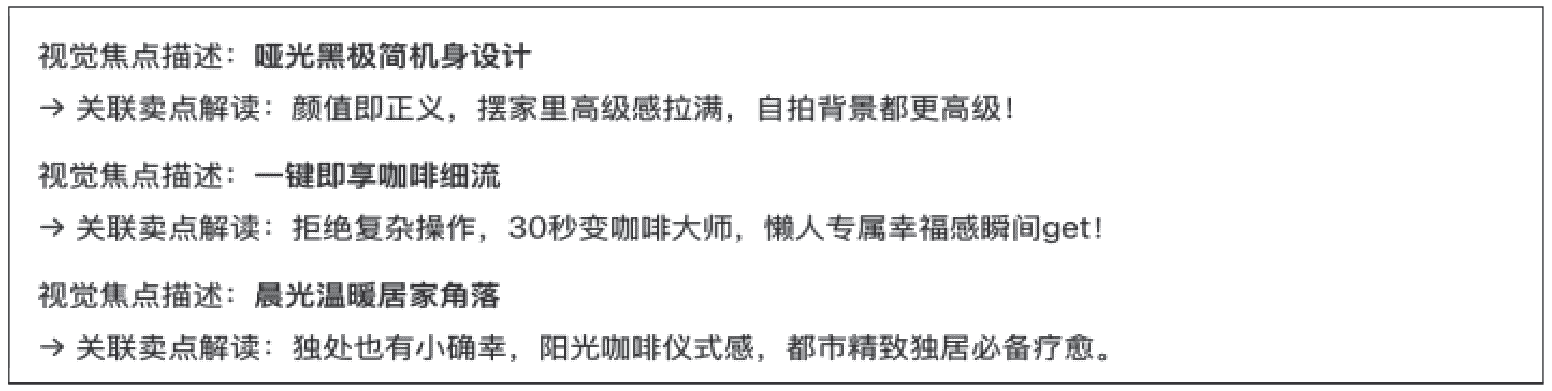 视觉焦点描述：哑光黑极简机身设计
→ 关联卖点解读：颜值即正义，摆家里高级感拉满，自拍背景都更高级！
视觉焦点描述：一键即享咖啡细流
→ 关联卖点解读：拒绝复杂操作，30秒变咖啡大师，懒人专属幸福感瞬间get！
视觉焦点描述：晨光温暖居家角落
→ 关联卖点解读：独处也有小确幸，阳光咖啡仪式感，都市精致独居必备疗愈。